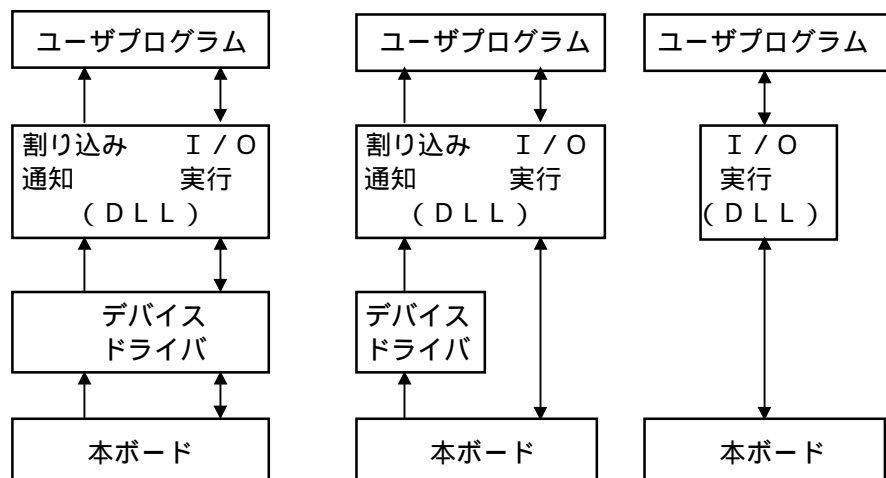 ユーザプログラム
割り込み　Ｉ／Ｏ
通知　実行
（ＤＬＬ）
デバイス
ドライバ
本ボード
ユーザプログラム
割り込み　Ｉ／Ｏ
通知　実行
（ＤＬＬ）
デバイス
ドライバ
本ボード
ユーザプログラム
Ｉ／Ｏ
実行
（ＤＬＬ）
本ボード